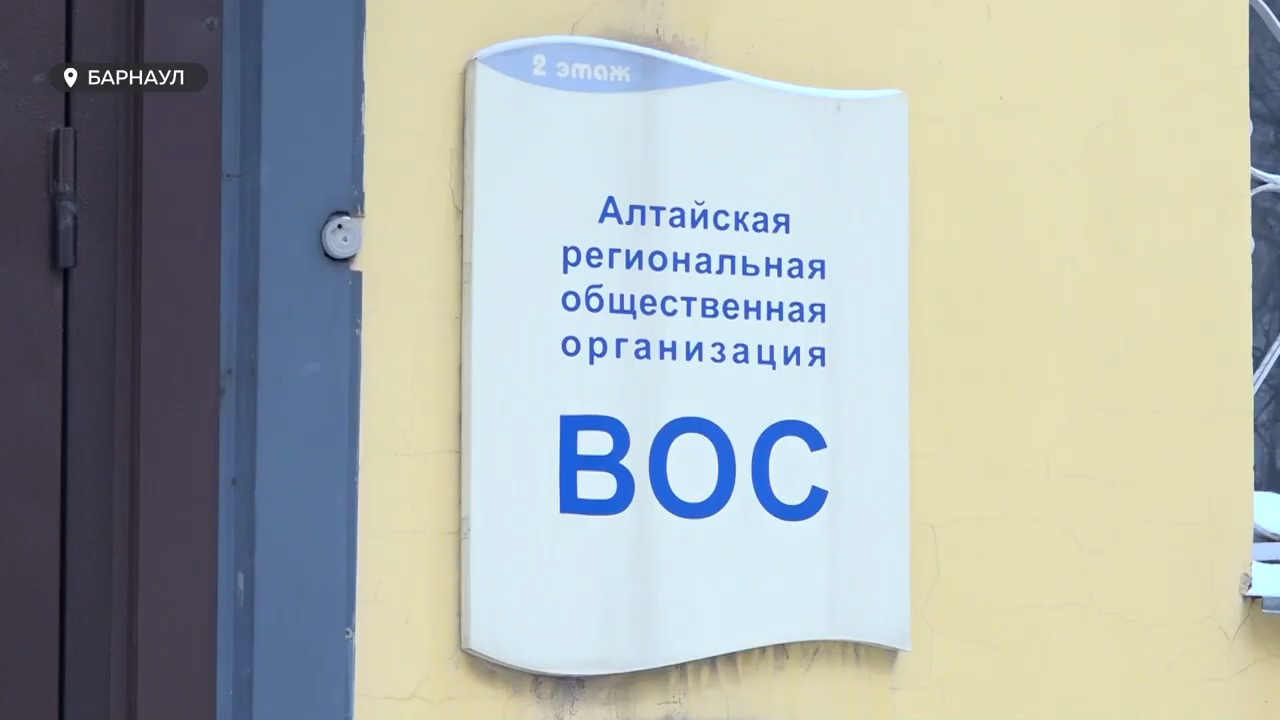 БАРНАУЛ
2 этаж
Алтайская
региональная
общественная
организация
ВОС